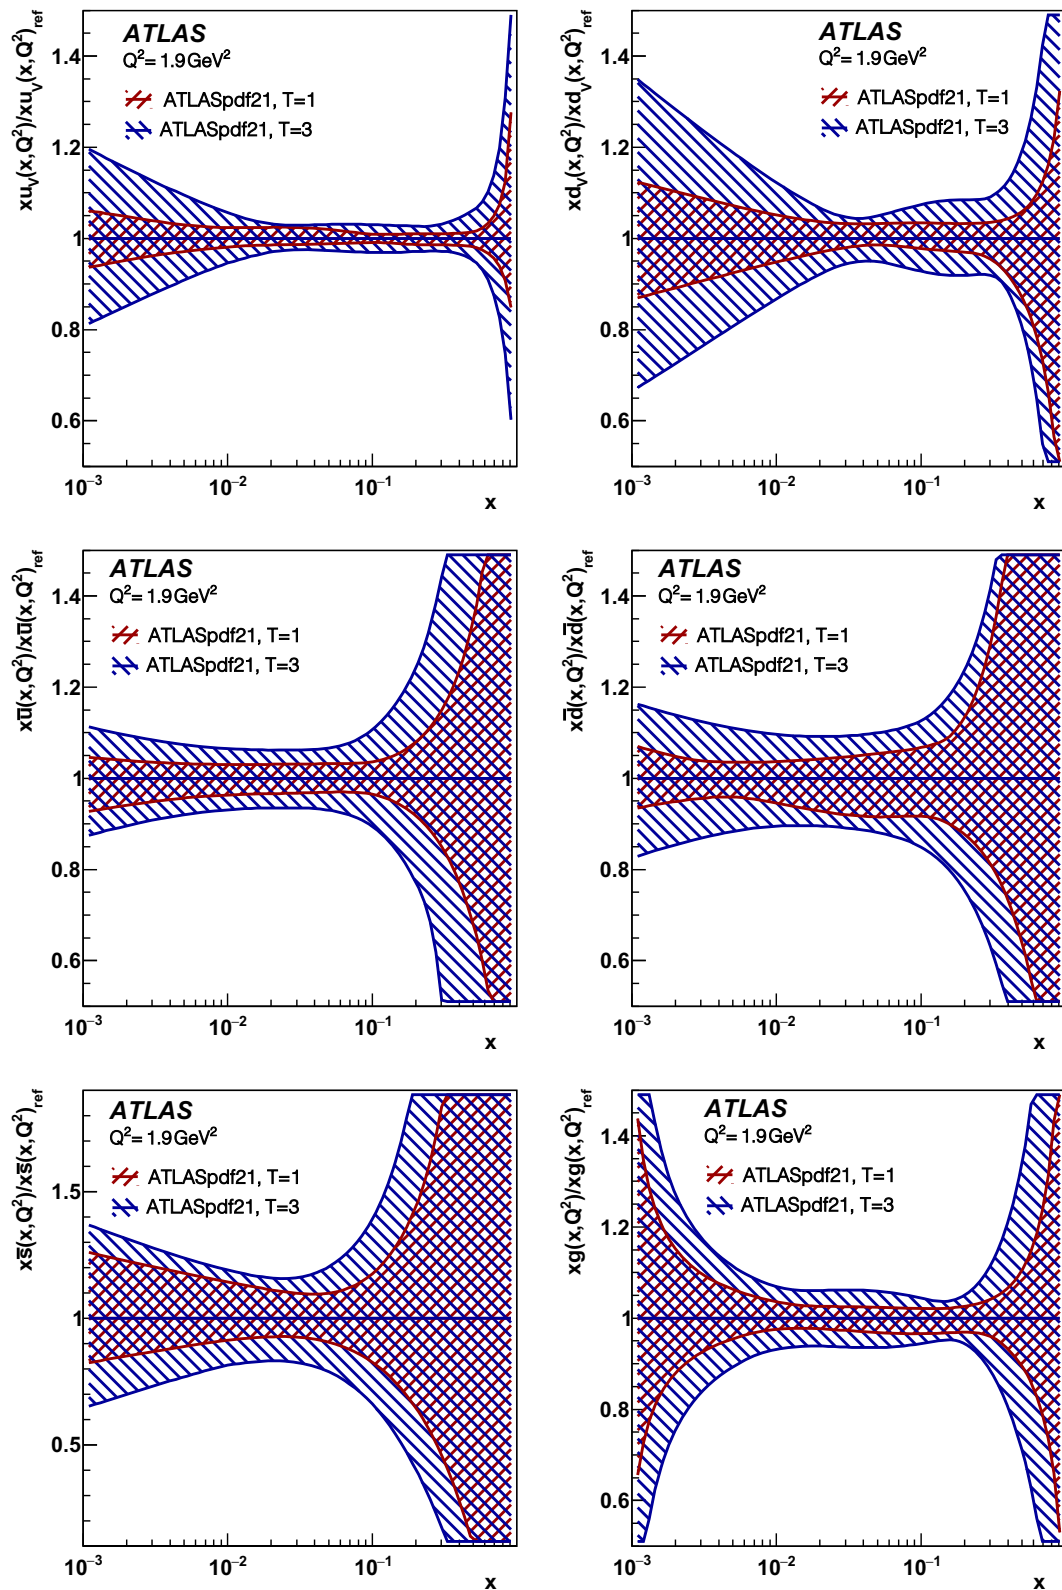 xu_V(x,Q²)/xu_V(x,Q²)_ref
ATLAS
Q² = 1.9 GeV²
ATLASpdf21, T=1
ATLASpdf21, T=3
1.4
1.2
1
0.8
0.6
10⁻³ 10⁻² 10⁻¹
x
xd_V(x,Q²)/xd_V(x,Q²)_ref
ATLAS
Q² = 1.9 GeV²
ATLASpdf21, T=1
ATLASpdf21, T=3
1.4
1.2
1
0.8
0.6
10⁻³ 10⁻² 10⁻¹
x
xū(x,Q²)/xū(x,Q²)_ref
ATLAS
Q² = 1.9 GeV²
ATLASpdf21, T=1
ATLASpdf21, T=3
1.4
1.2
1
0.8
0.6
10⁻³ 10⁻² 10⁻¹
x
xd̄(x,Q²)/xd̄(x,Q²)_ref
ATLAS
Q² = 1.9 GeV²
ATLASpdf21, T=1
ATLASpdf21, T=3
1.4
1.2
1
0.8
0.6
10⁻³ 10⁻² 10⁻¹
x
xs̄(x,Q²)/xs̄(x,Q²)_ref
ATLAS
Q² = 1.9 GeV²
ATLASpdf21, T=1
ATLASpdf21, T=3
1.5
1
0.5
10⁻³ 10⁻² 10⁻¹
x
xg(x,Q²)/xg(x,Q²)_ref
ATLAS
Q² = 1.9 GeV²
ATLASpdf21, T=1
ATLASpdf21, T=3
1.4
1.2
1
0.8
0.6
10⁻³ 10⁻² 10⁻¹
x